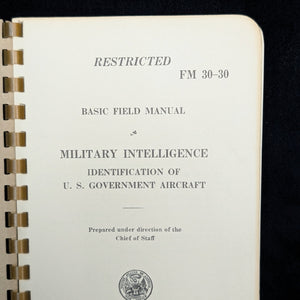 RESTRICTED
FM 30–30
BASIC FIELD MANUAL
MILITARY INTELLIGENCE
IDENTIFICATION OF
U. S. GOVERNMENT AIRCRAFT
Prepared under direction of the
Chief of Staff